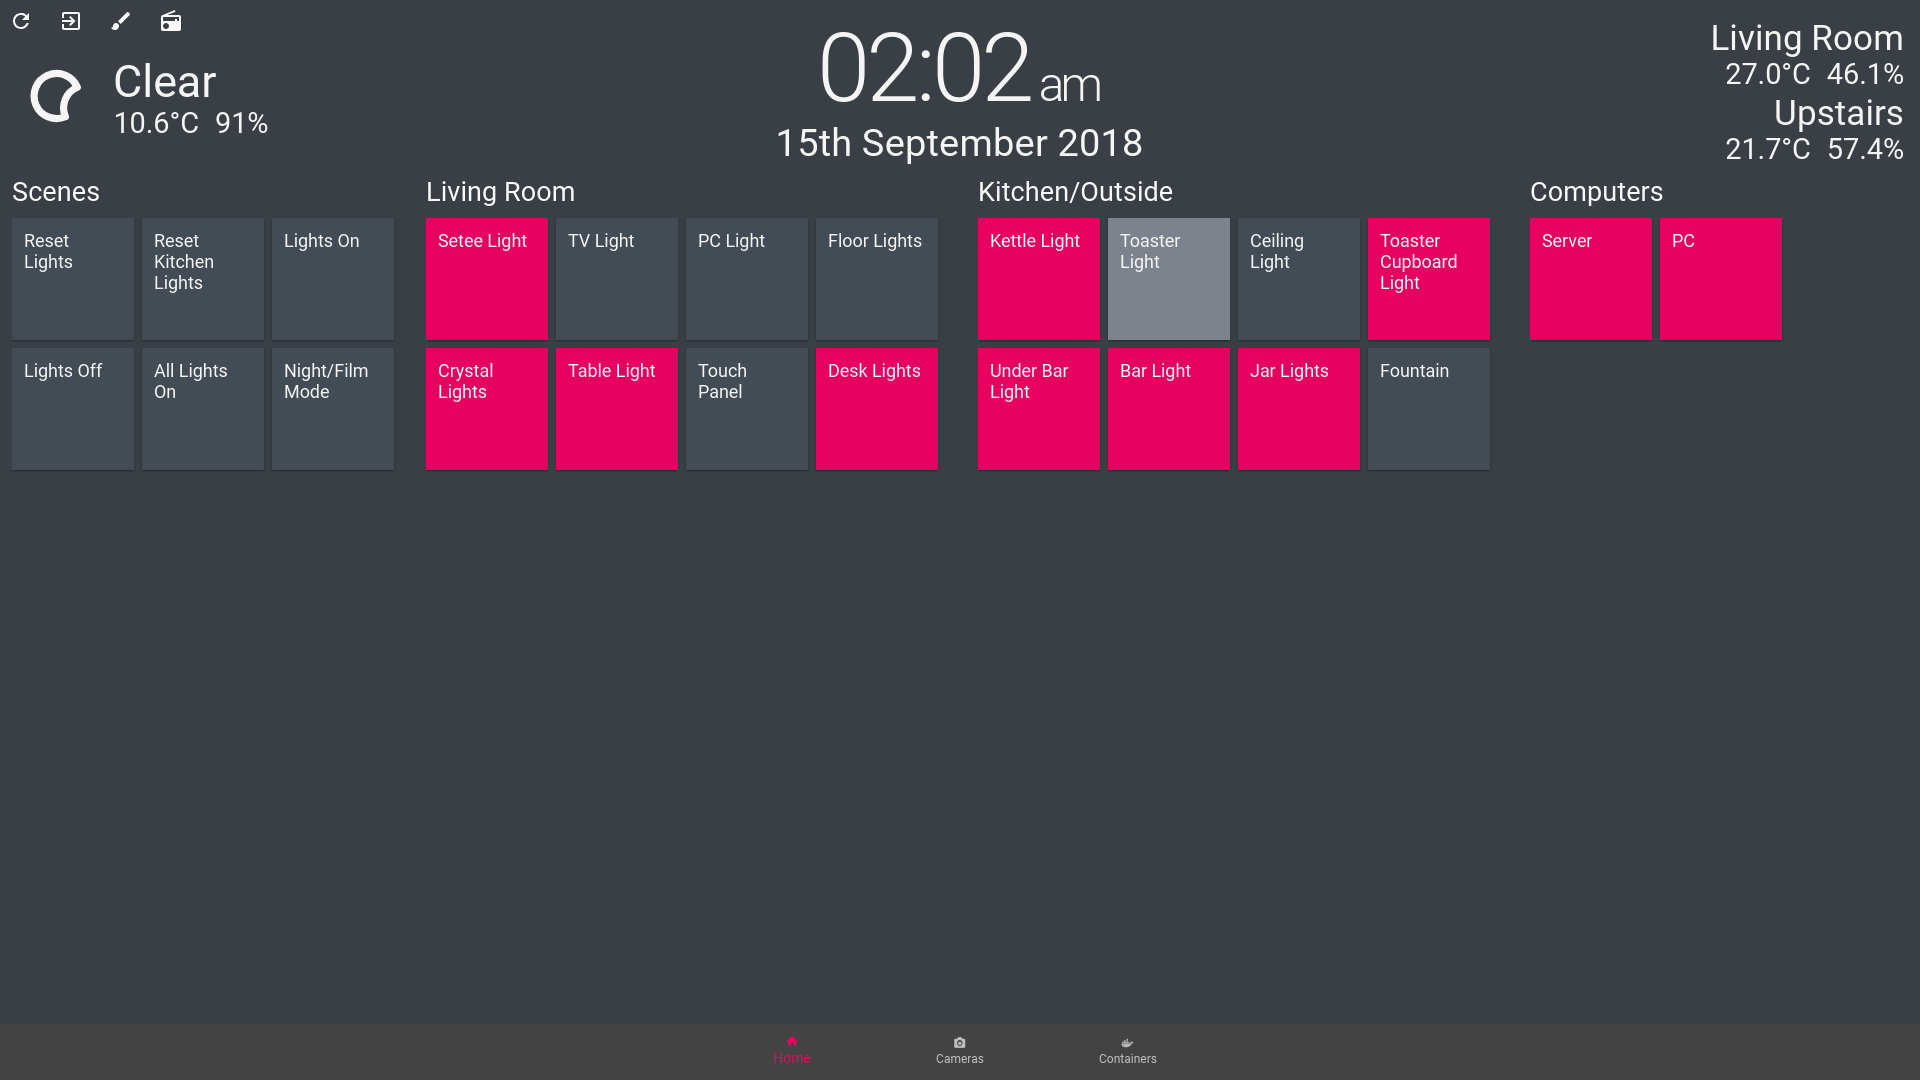 Clear
10.6°C 91%
02:02 am
15th September 2018
Living Room
27.0°C 46.1%
Upstairs
21.7°C 57.4%
Scenes
Reset
Lights
Reset
Kitchen
Lights
Lights On
Lights Off
All Lights
On
Night/Film
Mode
Living Room
Setee Light
TV Light
PC Light
Floor Lights
Crystal
Lights
Table Light
Touch
Panel
Desk Lights
Kitchen/Outside
Kettle Light
Toaster
Light
Ceiling
Light
Toaster
Cupboard
Light
Under Bar
Light
Bar Light
Jar Lights
Fountain
Computers
Server
PC
Home
Cameras
Containers